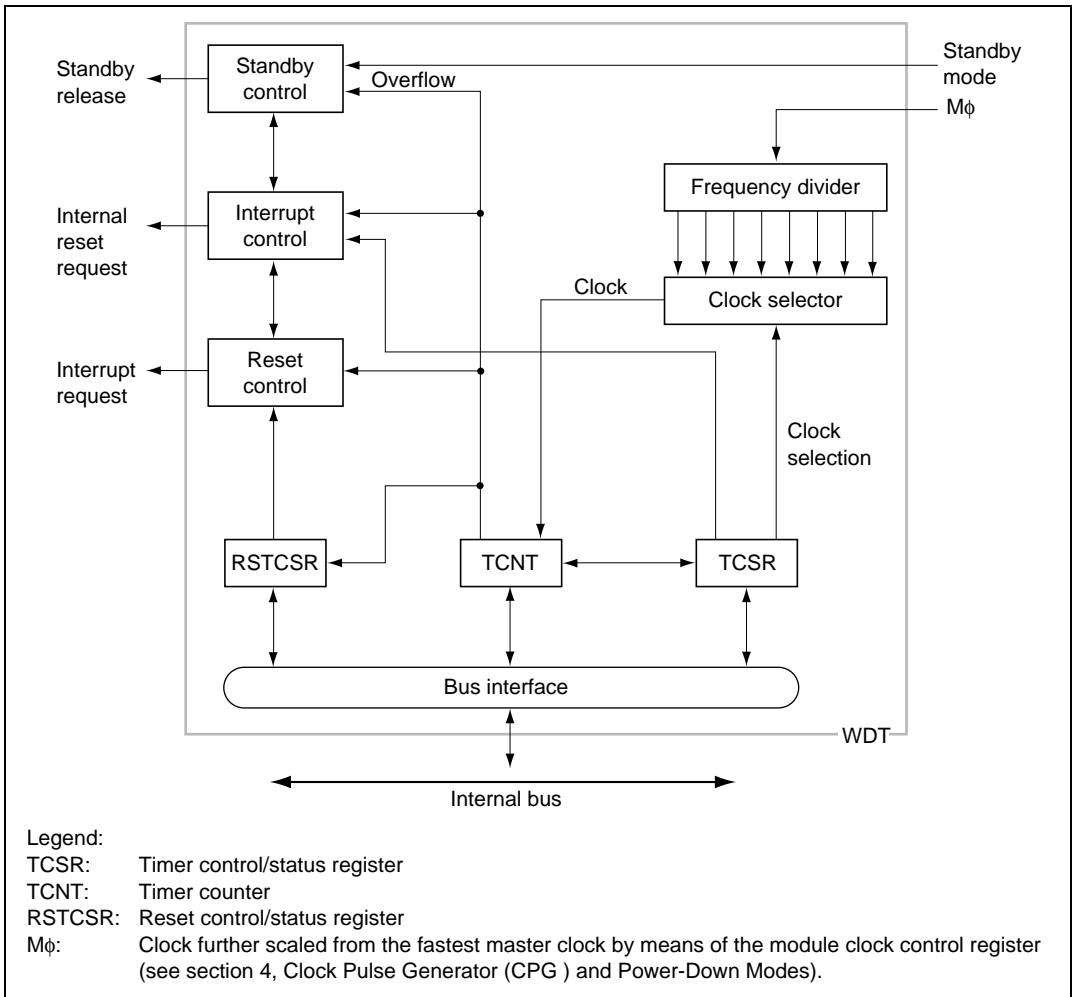 Standby
release
Standby
control
Overflow
Standby
mode
Mϕ
Frequency divider
Internal
reset
request
Interrupt
control
Clock
Clock selector
Interrupt
request
Reset
control
Clock
selection
RSTCSR
TCNT
TCSR
Bus interface
WDT
Internal bus
Legend:
TCSR: Timer control/status register
TCNT: Timer counter
RSTCSR: Reset control/status register
Mϕ: Clock further scaled from the fastest master clock by means of the module clock control register
(see section 4, Clock Pulse Generator (CPG ) and Power-Down Modes).